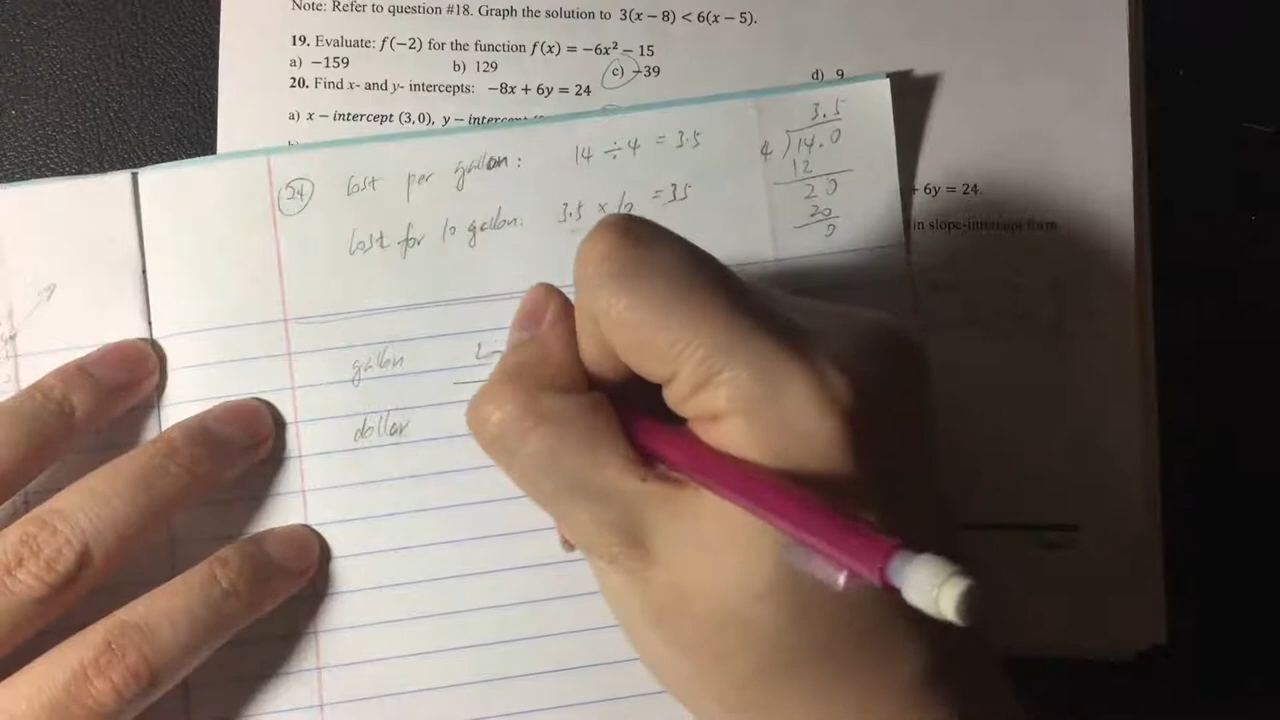 Note: Refer to question #18. Graph the solution to 3(x − 8) < 6(x − 5).
19. Evaluate: f(−2) for the function f(x) = −6x² − 15
a) −159 b) 129 c) −39 d) 9
20. Find x- and y- intercepts: −8x + 6y = 24
a) x − intercept (3, 0), y −
24 Cost per gallon: 14 ÷ 4 = 3.5
Cost for 10 gallon: 3.5 × 10 = 35
3.5
4 ) 14.0
12
20
20
0
+ 6y = 24.
in slope-intercept form
gallon
dollar